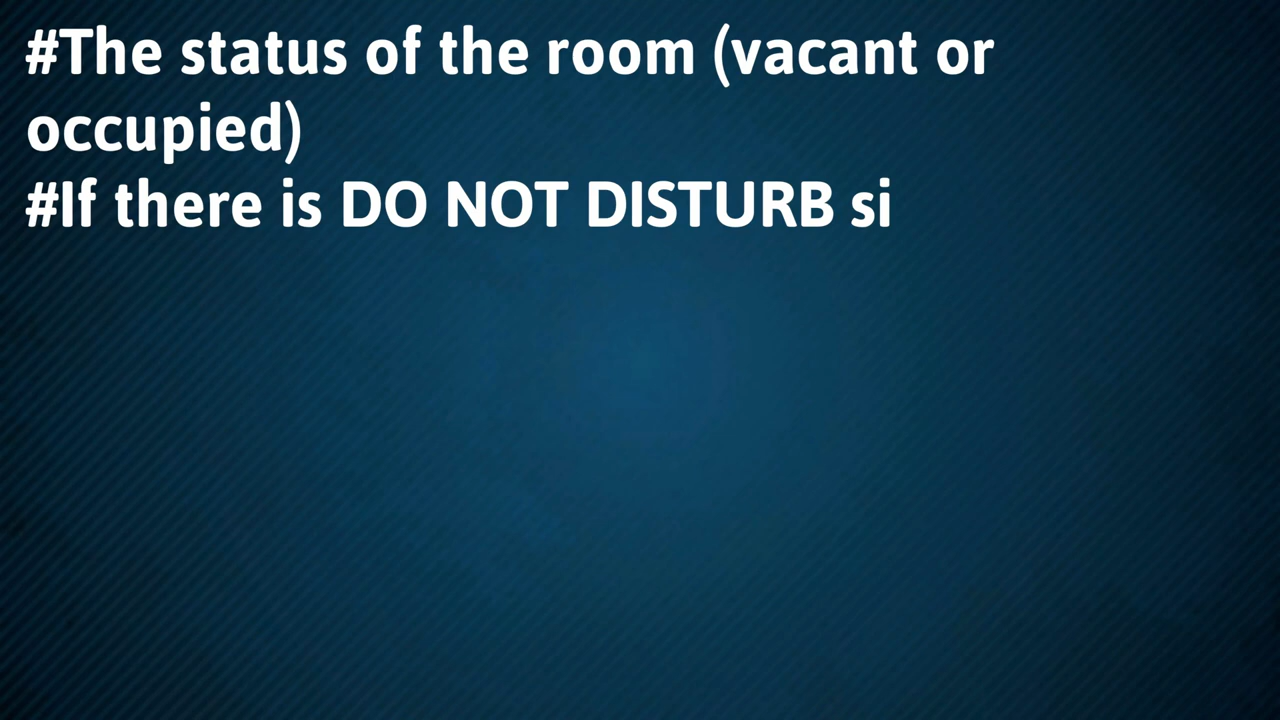 #The status of the room (vacant or
occupied)
#If there is DO NOT DISTURB si